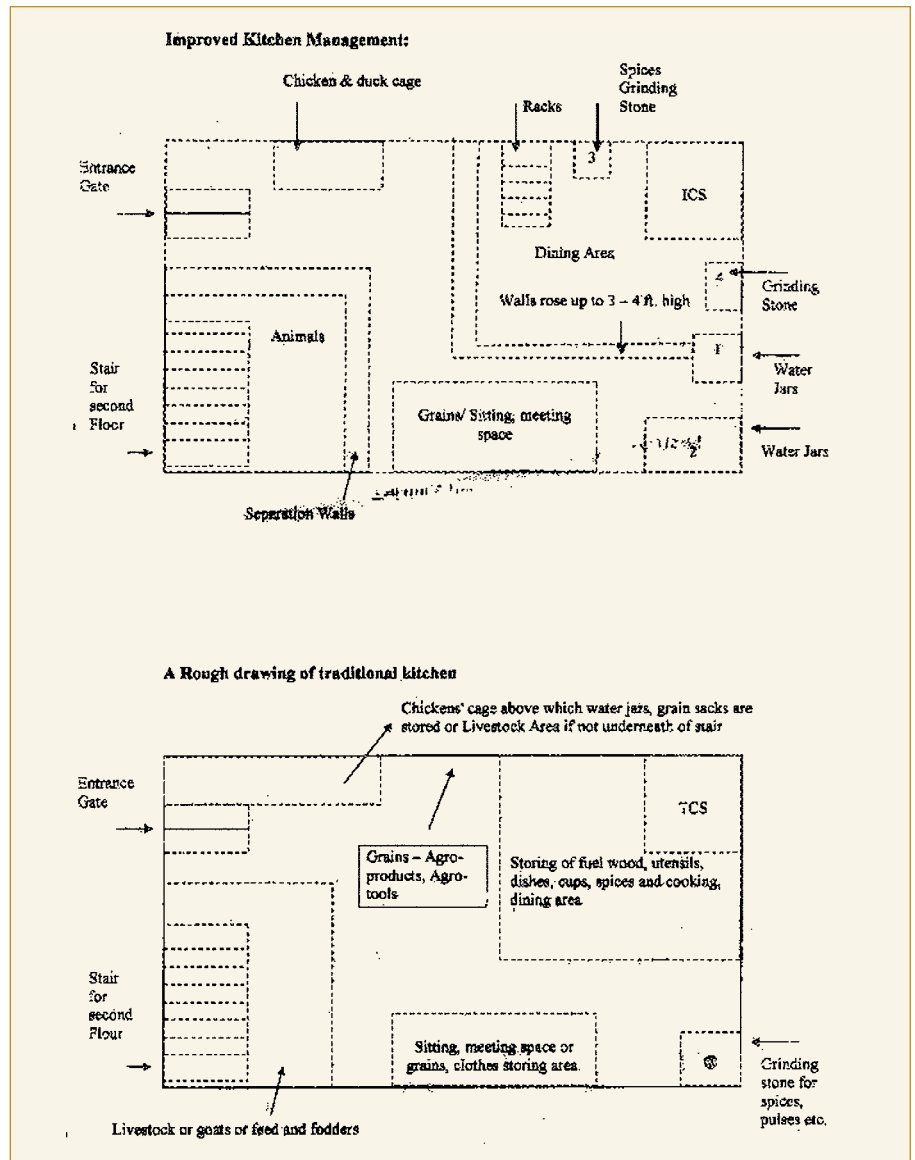 Improved Kitchen Management:
Chicken & duck cage
Spices
Grinding
Stone
Racks
Entrance
Gate
3
ICS
Dining Area
4
Grinding
Stone
Walls rose up to 3 – 4 ft. high
Animals
1
Water
Jars
Stair
for
second
Floor
Grains/ Sitting, meeting
space
2
Water Jars
Separation Walls
A Rough drawing of traditional kitchen
Chickens' cage above which water jars, grain sacks are
stored or Livestock Area if not underneath of stair
Entrance
Gate
TCS
Grains – Agro-
products, Agro-
tools
Storing of fuel wood, utensils,
dishes, cups, spices and cooking,
dining area
Stair
for
second
Flour
Sitting, meeting space or
grains, clothes storing area.
Grinding
stone for
spices,
pulses etc.
Livestock or goats or feed and fodders